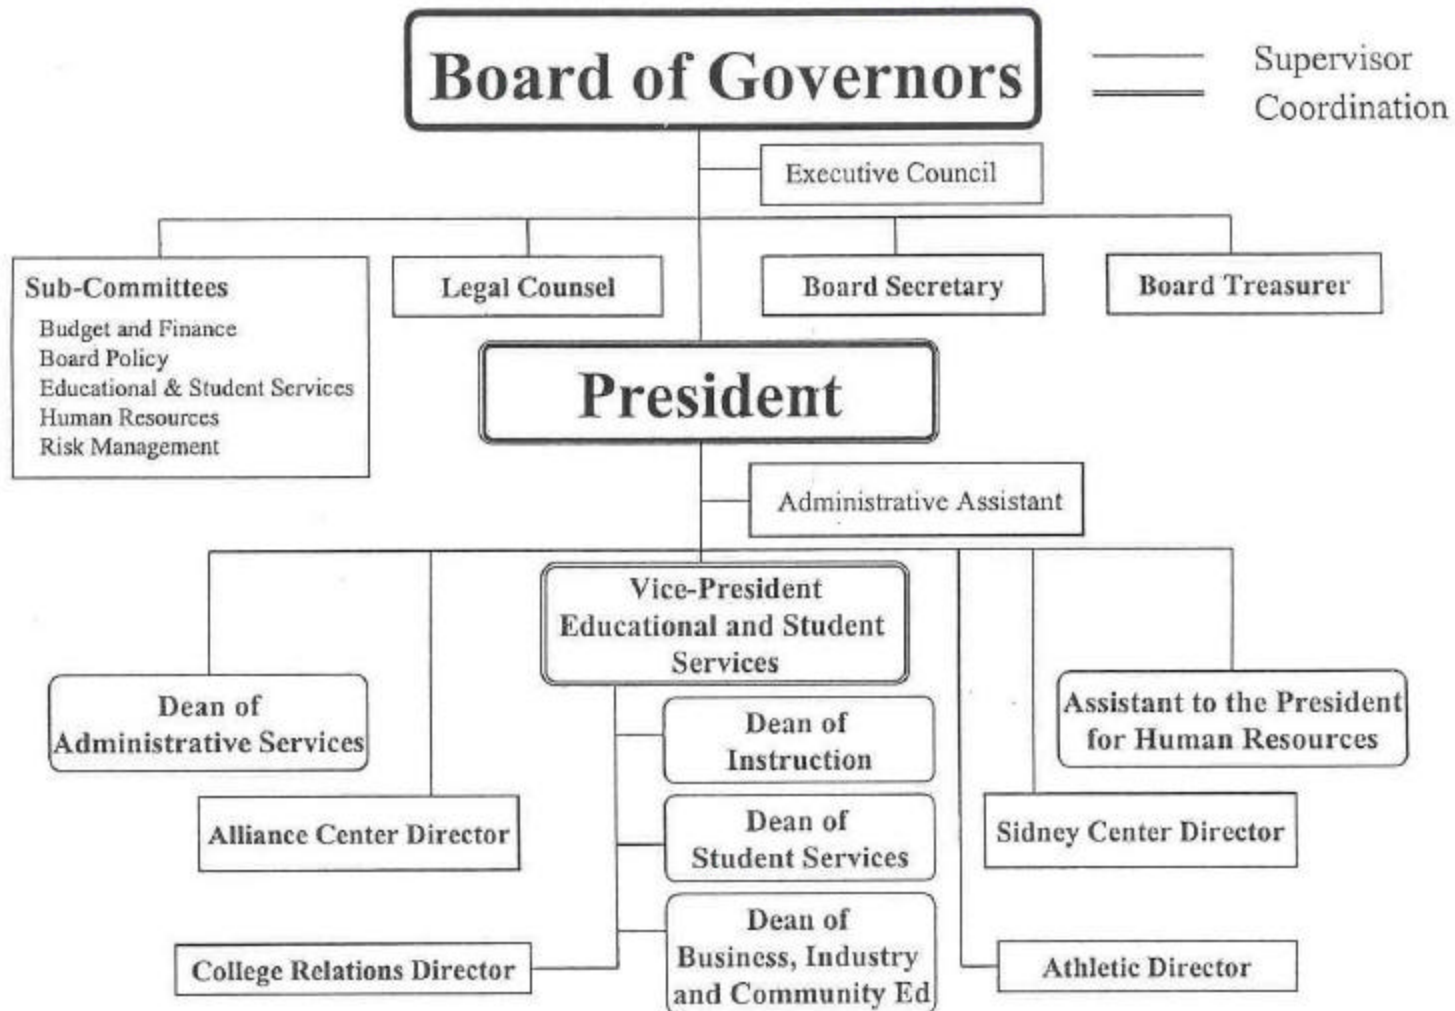 Board of Governors
Supervisor
Coordination
Executive Council
Sub-Committees
Budget and Finance
Board Policy
Educational & Student Services
Human Resources
Risk Management
Legal Counsel
Board Secretary
Board Treasurer
President
Administrative Assistant
Vice-President
Educational and Student
Services
Dean of
Administrative Services
Dean of
Instruction
Assistant to the President
for Human Resources
Alliance Center Director
Dean of
Student Services
Sidney Center Director
College Relations Director
Dean of
Business, Industry
and Community Ed
Athletic Director